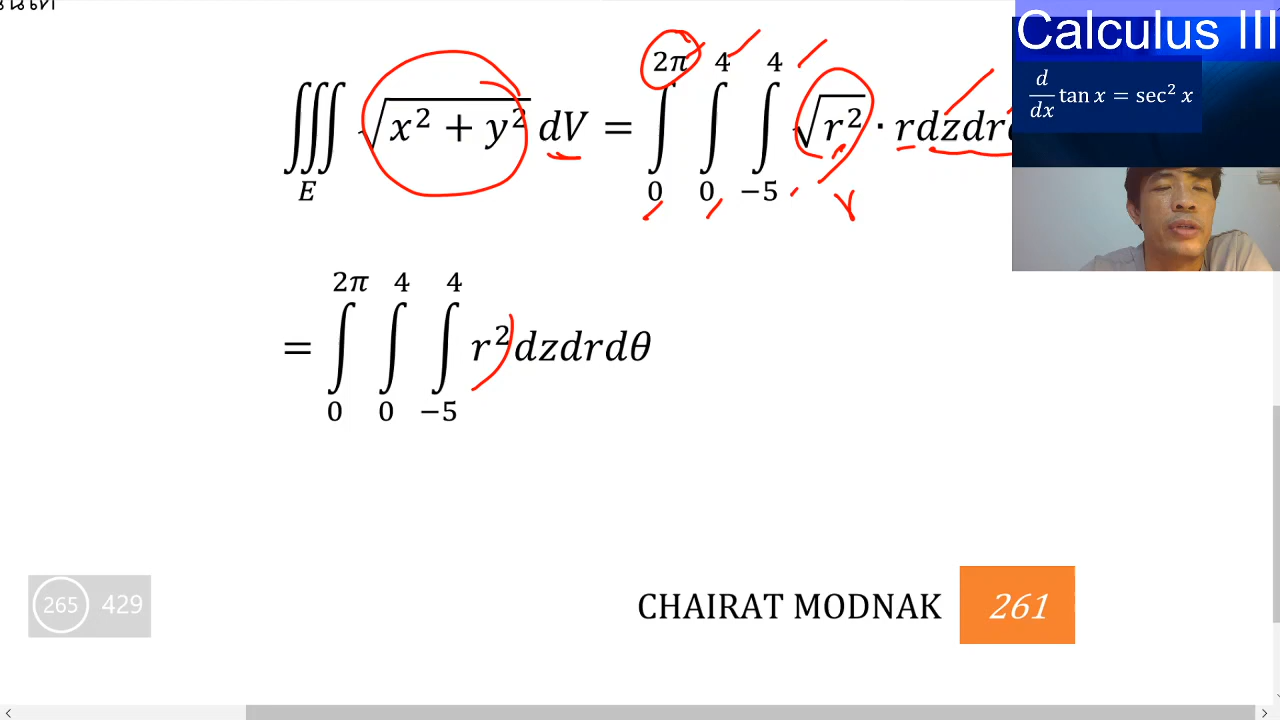 Calculus III
d/dx tan x = sec² x
∭_E √(x² + y²) dV = ∫_0^{2π} ∫_0^4 ∫_{−5}^4 √(r²) · r dz dr
r
= ∫_0^{2π} ∫_0^4 ∫_{−5}^4 r² dz dr dθ
265 429
CHAIRAT MODNAK 261